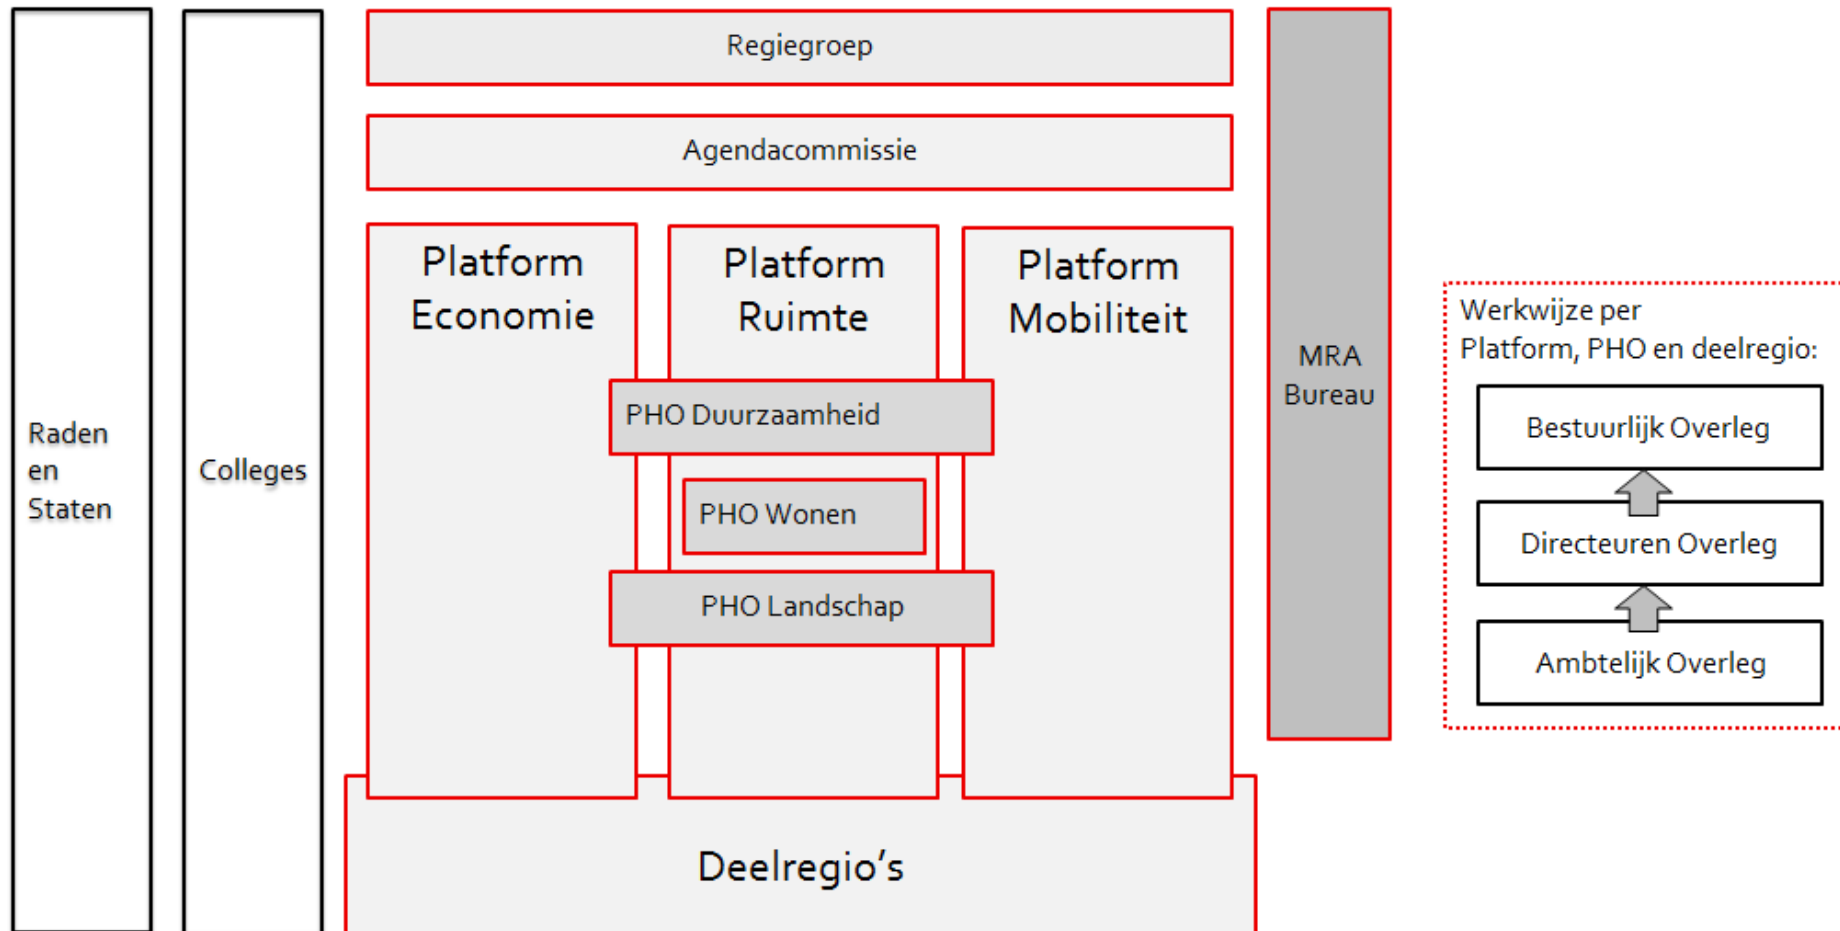 Raden
en
Staten
Colleges
Regiegroep
Agendacommissie
Platform
Economie
Platform
Ruimte
Platform
Mobiliteit
PHO Duurzaamheid
PHO Wonen
PHO Landschap
Deelregio's
MRA
Bureau
Werkwijze per
Platform, PHO en deelregio:
Bestuurlijk Overleg
Directeuren Overleg
Ambtelijk Overleg